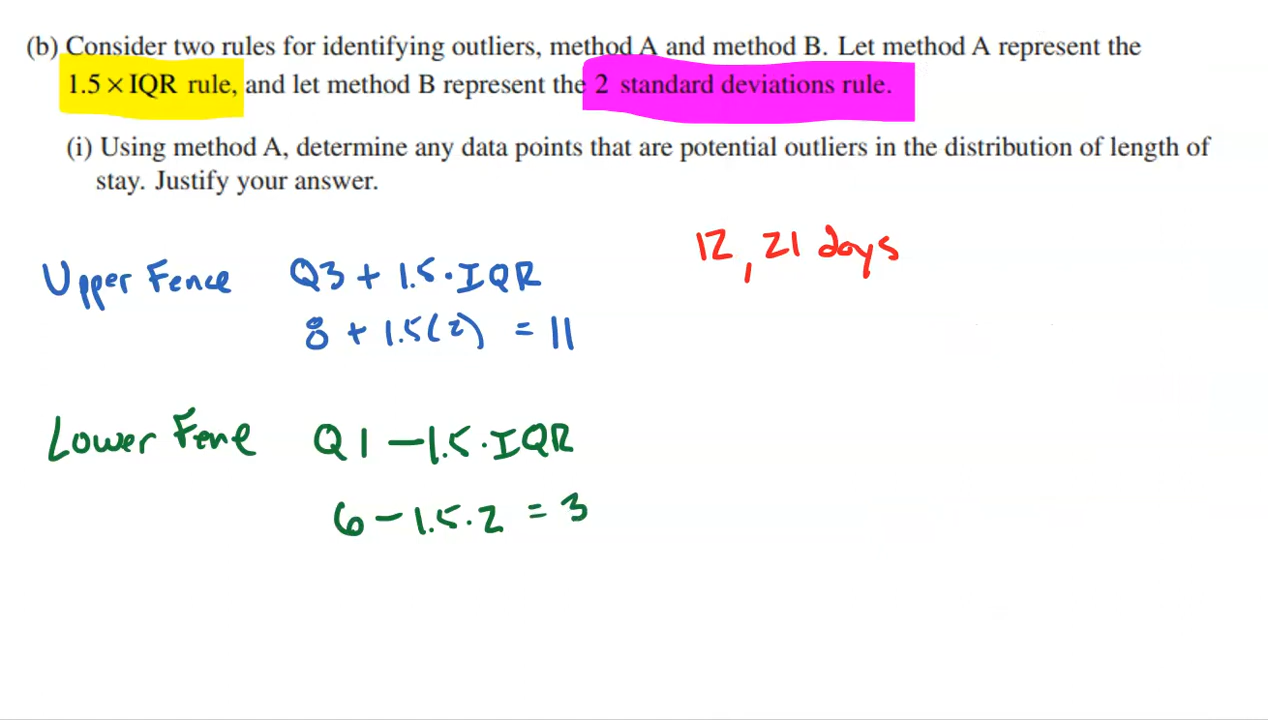 (b) Consider two rules for identifying outliers, method A and method B. Let method A represent the
1.5 × IQR rule, and let method B represent the 2 standard deviations rule.
(i) Using method A, determine any data points that are potential outliers in the distribution of length of
stay. Justify your answer.
12, 21 days
Upper Fence Q3 + 1.5 · IQR
8 + 1.5(2) = 11
Lower Fene Q1 - 1.5 · IQR
6 - 1.5 · 2 = 3